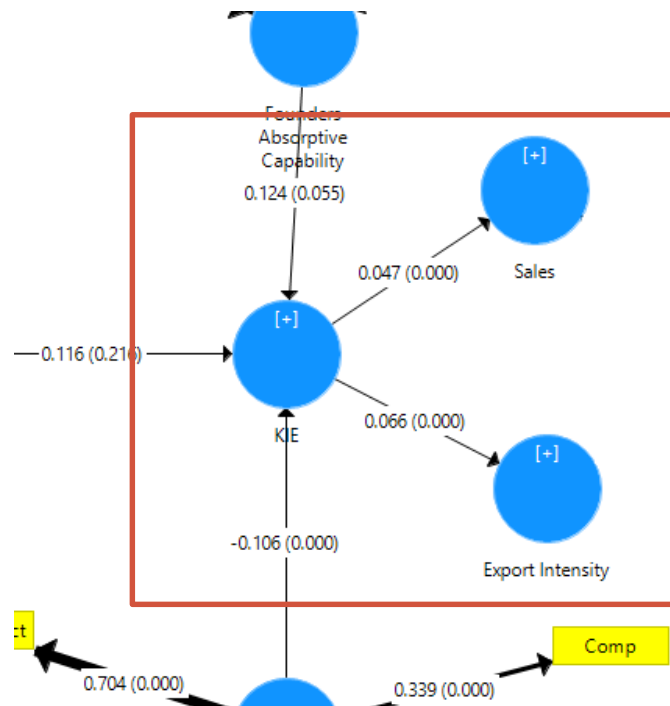 Founders
Absorptive
Capability
0.124 (0.055)
[+]
Sales
0.047 (0.000)
[+]
0.116 (0.216)
KIE
0.066 (0.000)
[+]
Export Intensity
-0.106 (0.000)
ct
Comp
0.704 (0.000)
0.339 (0.000)